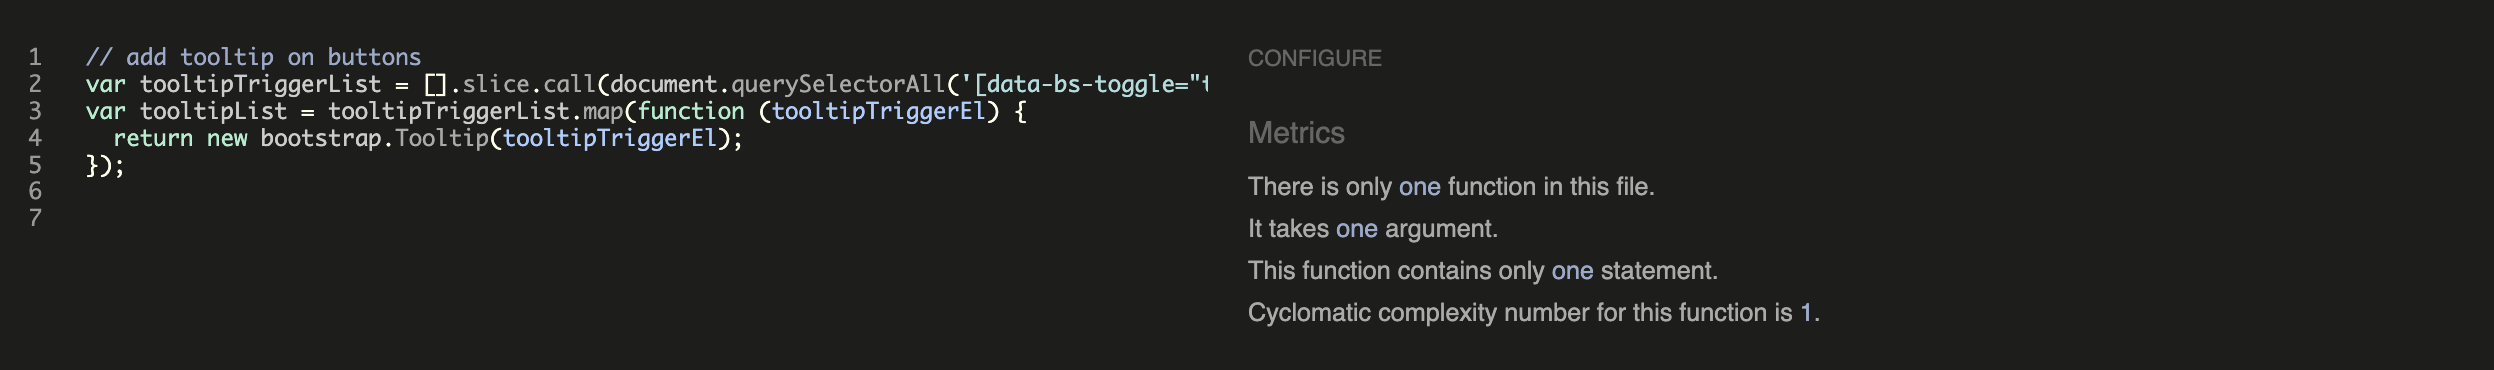 1 // add tooltip on buttons
2 var tooltipTriggerList = [].slice.call(document.querySelectorAll('[data-bs-toggle="t
3 var tooltipList = tooltipTriggerList.map(function (tooltipTriggerEl) {
4 return new bootstrap.Tooltip(tooltipTriggerEl);
5 });
6
7
CONFIGURE
Metrics
There is only one function in this file.
It takes one argument.
This function contains only one statement.
Cyclomatic complexity number for this function is 1.